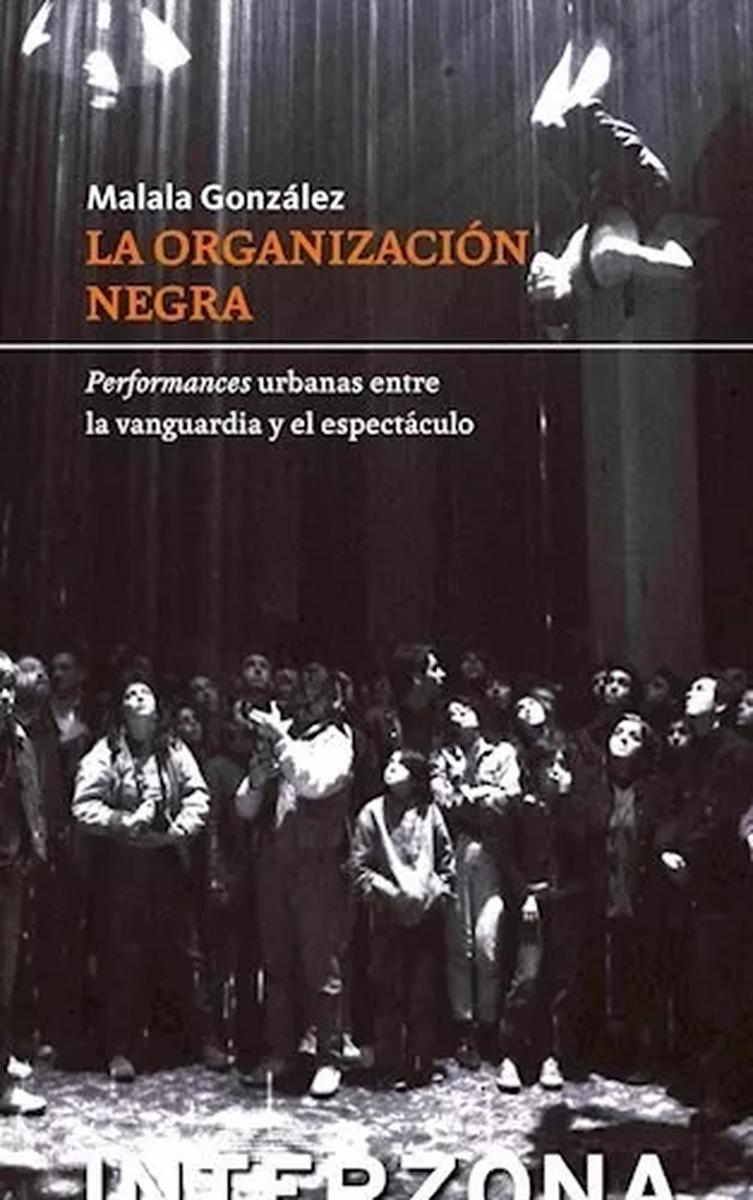 Malala González
LA ORGANIZACIÓN
NEGRA
Performances urbanas entre
la vanguardia y el espectáculo
INTERZONA